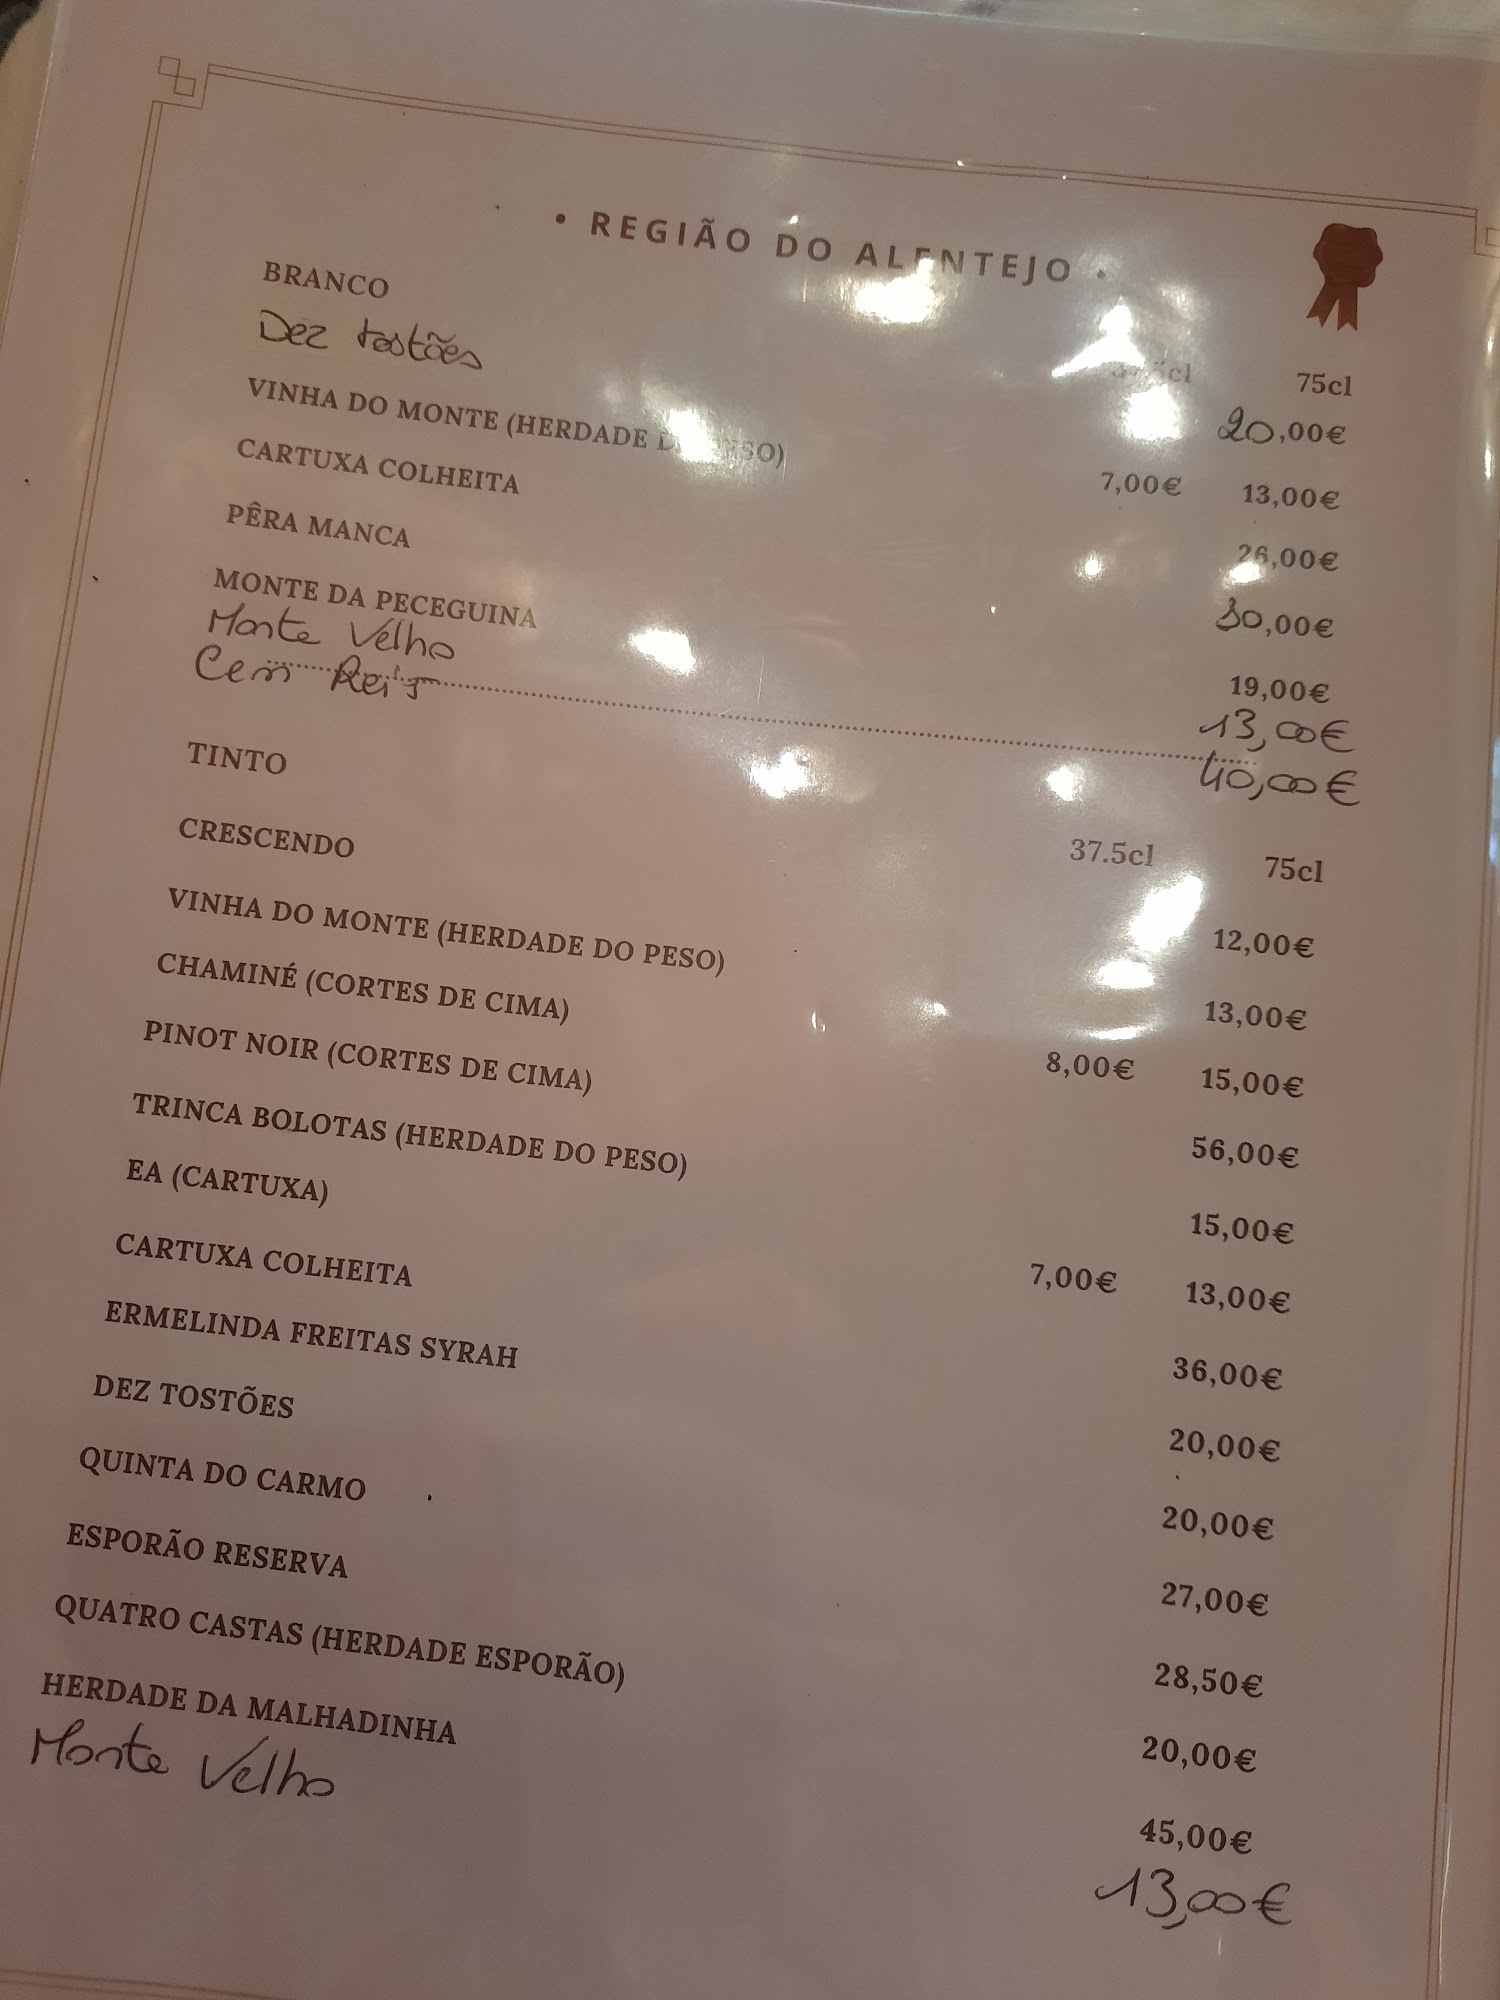 • REGIÃO DO ALENTEJO •
BRANCO 75cl
Dez tostões 20,00€
VINHA DO MONTE (HERDADE 7,00€ 13,00€
CARTUXA COLHEITA 26,00€
PÊRA MANCA
MONTE DA PECEGUINA 19,00€
Monte Velho 13,00€
Cem Reis 40,00€
TINTO 37.5cl 75cl
CRESCENDO 12,00€
VINHA DO MONTE (HERDADE DO PESO) 13,00€
CHAMINÉ (CORTES DE CIMA) 8,00€ 15,00€
PINOT NOIR (CORTES DE CIMA) 56,00€
TRINCA BOLOTAS (HERDADE DO PESO) 15,00€
EA (CARTUXA) 7,00€ 13,00€
CARTUXA COLHEITA 36,00€
ERMELINDA FREITAS SYRAH 20,00€
DEZ TOSTÕES 20,00€
QUINTA DO CARMO 27,00€
ESPORÃO RESERVA 28,50€
QUATRO CASTAS (HERDADE ESPORÃO) 20,00€
HERDADE DA MALHADINHA 45,00€
Monte Velho 13,00€